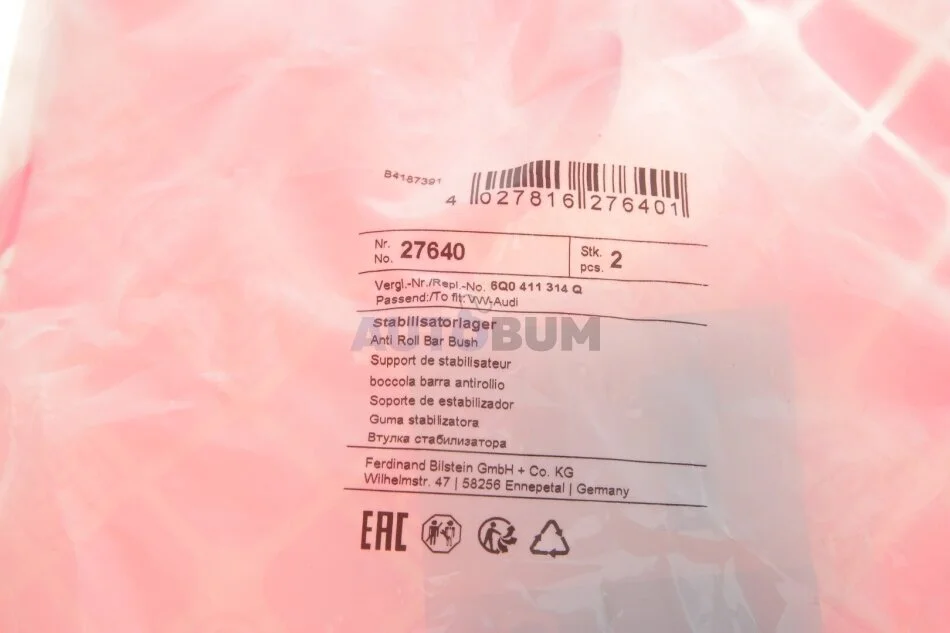 B4187391
4 027816 276401
Nr.
No. 27640
Stk.
pcs. 2
Vergl.-Nr./Repl.-No. 6Q0 411 314 Q
Passend:/To fit: VW-Audi
Stabilisatorlager
AUTOBUM
Anti Roll Bar Bush
Support de stabilisateur
boccola barra antirollio
Soporte de estabilizador
Guma stabilizatora
Втулка стабилизатора
Ferdinand Bilstein GmbH + Co. KG
Wilhelmstr. 47 | 58256 Ennepetal | Germany
EAC